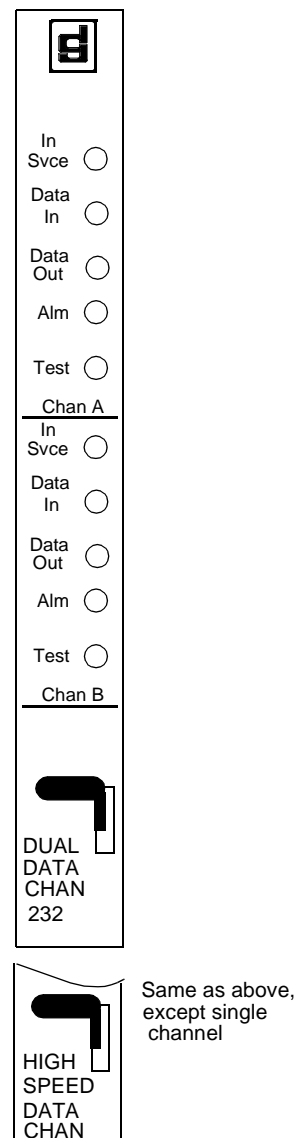 In
Svce
Data
In
Data
Out
Alm
Test
Chan A
In
Svce
Data
In
Data
Out
Alm
Test
Chan B
DUAL
DATA
CHAN
232
Same as above,
except single
channel
HIGH
SPEED
DATA
CHAN